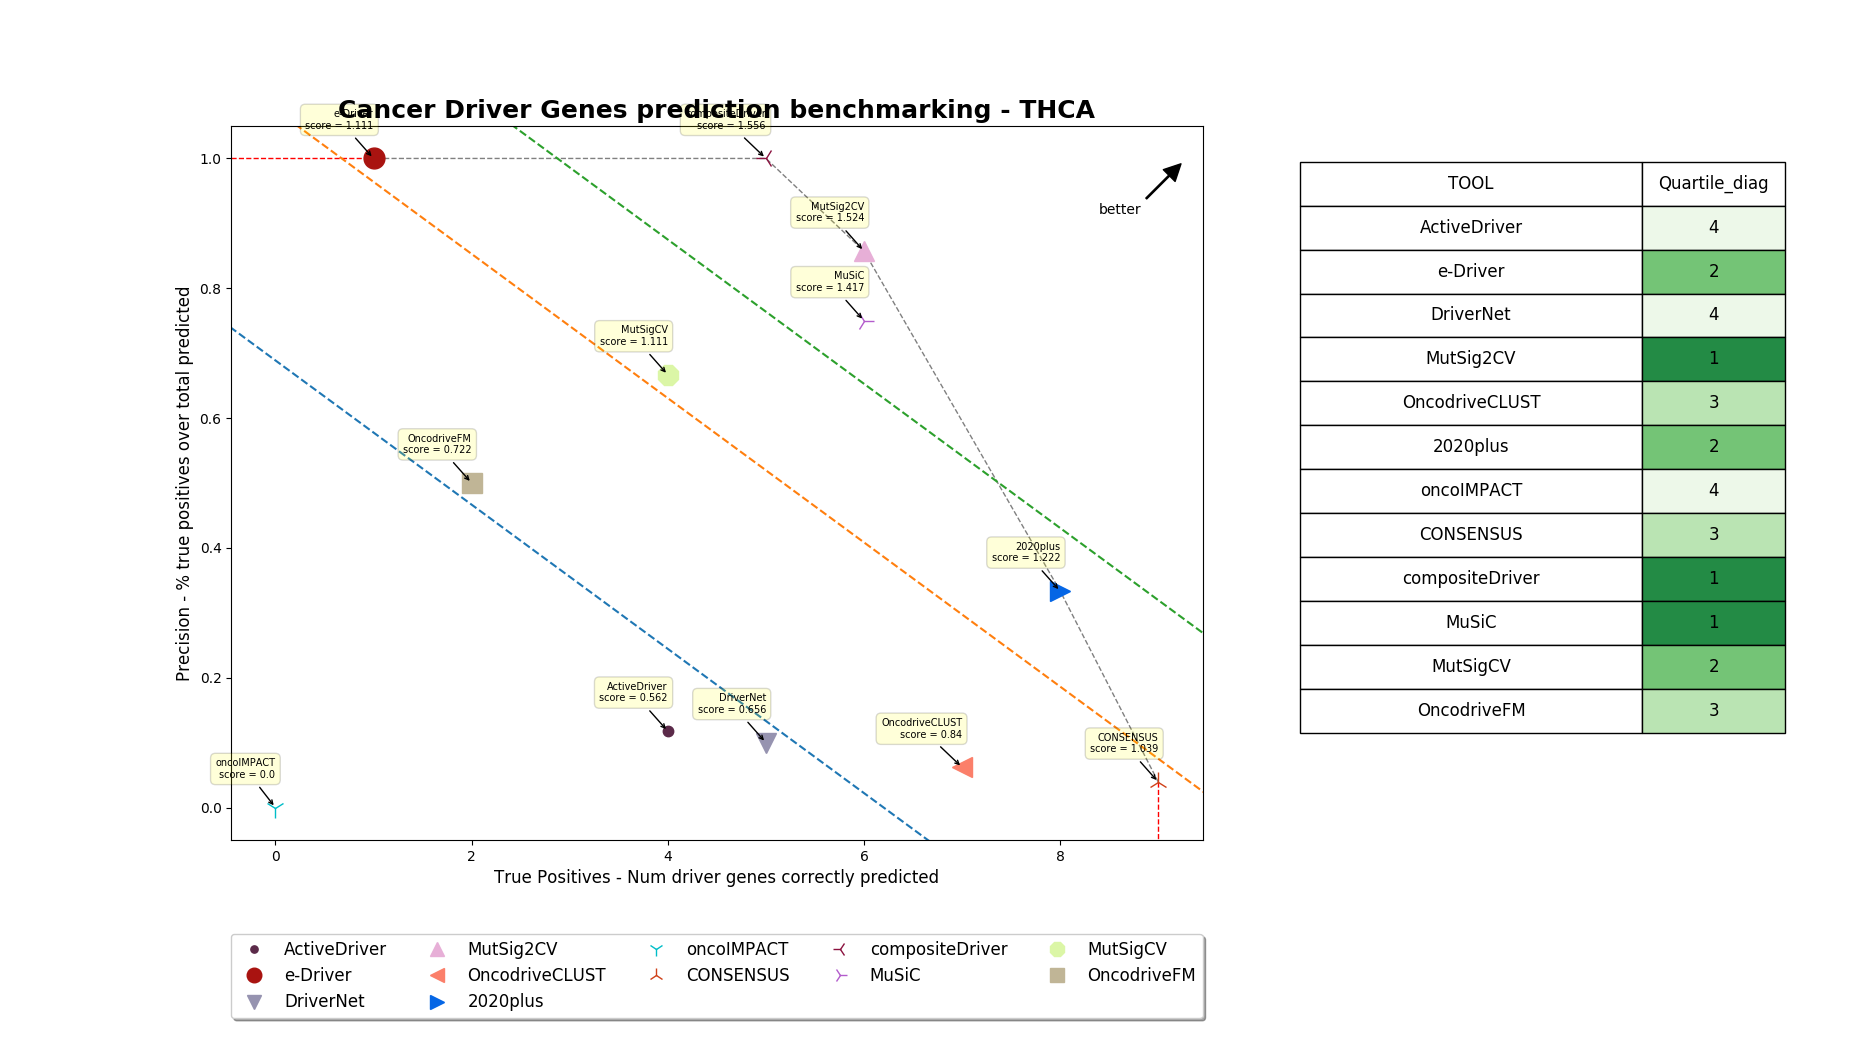 Cancer Driver Genes prediction benchmarking - THCA
e-Driver
score = 1.111
compositeDriver
score = 1.556
MutSig2CV
score = 1.524
MuSiC
score = 1.417
MutSigCV
score = 1.111
OncodriveFM
score = 0.722
2020plus
score = 1.222
ActiveDriver
score = 0.562
DriverNet
score = 0.656
OncodriveCLUST
score = 0.84
CONSENSUS
score = 1.039
oncoIMPACT
score = 0.0
better
Precision - % true positives over total predicted
1.0
0.8
0.6
0.4
0.2
0.0
0 2 4 6 8
True Positives - Num driver genes correctly predicted
ActiveDriver MutSig2CV oncoIMPACT compositeDriver MutSigCV
e-Driver OncodriveCLUST CONSENSUS MuSiC OncodriveFM
DriverNet 2020plus
TOOL Quartile_diag
ActiveDriver 4
e-Driver 2
DriverNet 4
MutSig2CV 1
OncodriveCLUST 3
2020plus 2
oncoIMPACT 4
CONSENSUS 3
compositeDriver 1
MuSiC 1
MutSigCV 2
OncodriveFM 3